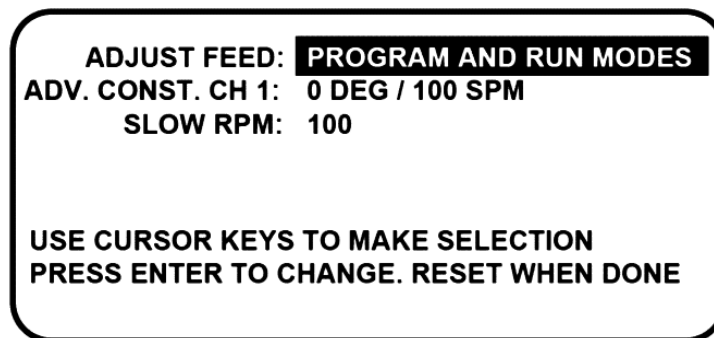 ADJUST FEED: PROGRAM AND RUN MODES
ADV. CONST. CH 1: 0 DEG / 100 SPM
SLOW RPM: 100
USE CURSOR KEYS TO MAKE SELECTION
PRESS ENTER TO CHANGE. RESET WHEN DONE